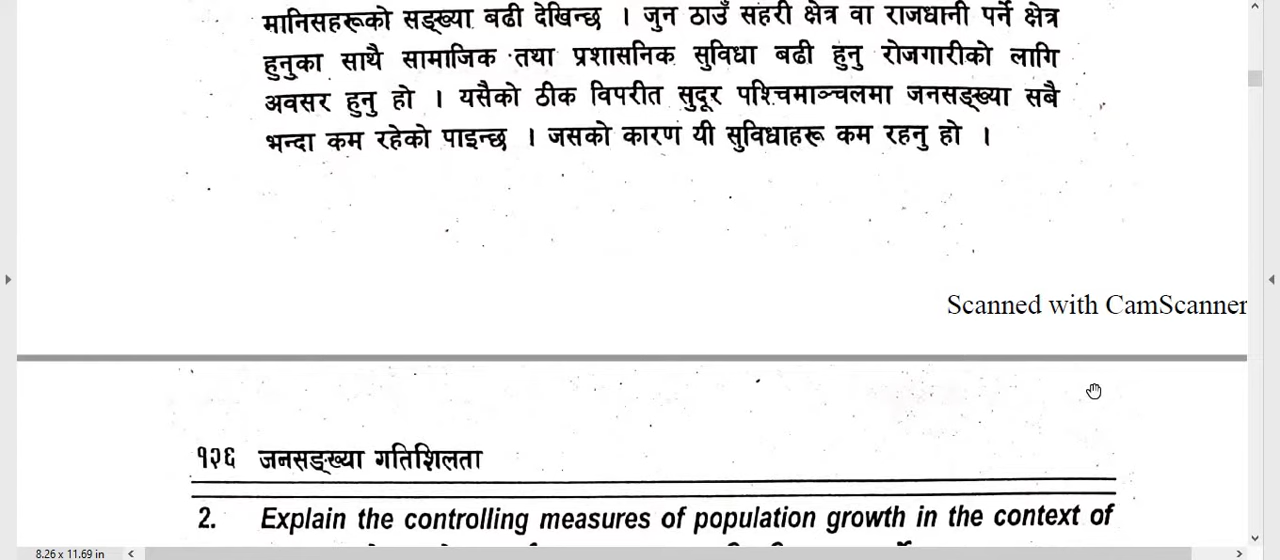 मानिसहरूको सङ्ख्या बढी देखिन्छ । जुन ठाउँ सहरी क्षेत्र वा राजधानी पर्ने क्षेत्र
हुनुका साथै सामाजिक तथा प्रशासनिक सुविधा बढी हुनु रोजगारीको लागि
अवसर हुनु हो । यसैको ठीक विपरीत सुदूर पश्चिमाञ्चलमा जनसङ्ख्या सबै
भन्दा कम रहेको पाइन्छ । जसको कारण यी सुविधाहरू कम रहनु हो ।
Scanned with CamScanner
१२६ जनसङ्ख्या गतिशिलता
2. Explain the controlling measures of population growth in the context of
8.26 x 11.69 in